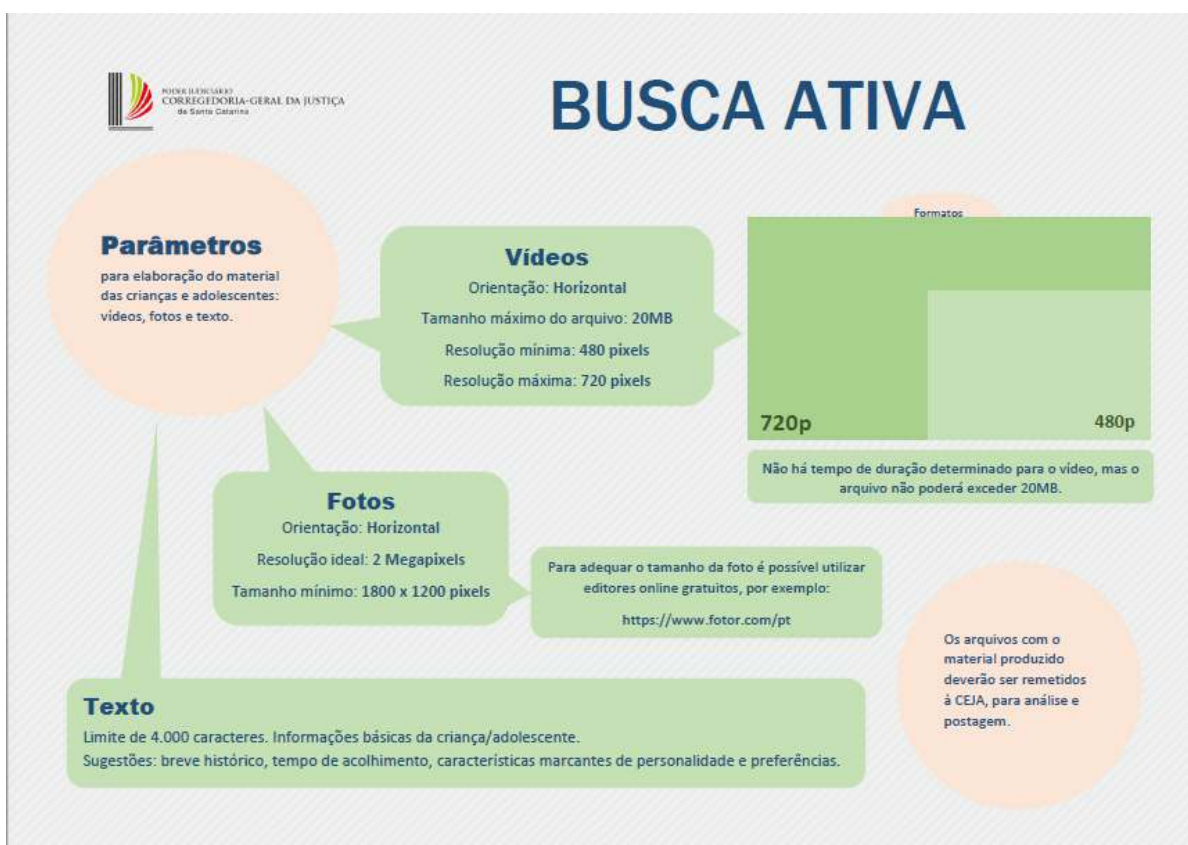 PODER JUDICIÁRIO
CORREGEDORIA-GERAL DA JUSTIÇA
de Santa Catarina
BUSCA ATIVA
Parâmetros
para elaboração do material
das crianças e adolescentes:
vídeos, fotos e texto.
Vídeos
Orientação: Horizontal
Tamanho máximo do arquivo: 20MB
Resolução mínima: 480 pixels
Resolução máxima: 720 pixels
Formatos
720p
480p
Não há tempo de duração determinado para o vídeo, mas o
arquivo não poderá exceder 20MB.
Fotos
Orientação: Horizontal
Resolução ideal: 2 Megapixels
Tamanho mínimo: 1800 x 1200 pixels
Para adequar o tamanho da foto é possível utilizar
editores online gratuitos, por exemplo:
https://www.fotor.com/pt
Os arquivos com o
material produzido
deverão ser remetidos
à CEJA, para análise e
postagem.
Texto
Limite de 4.000 caracteres. Informações básicas da criança/adolescente.
Sugestões: breve histórico, tempo de acolhimento, características marcantes de personalidade e preferências.